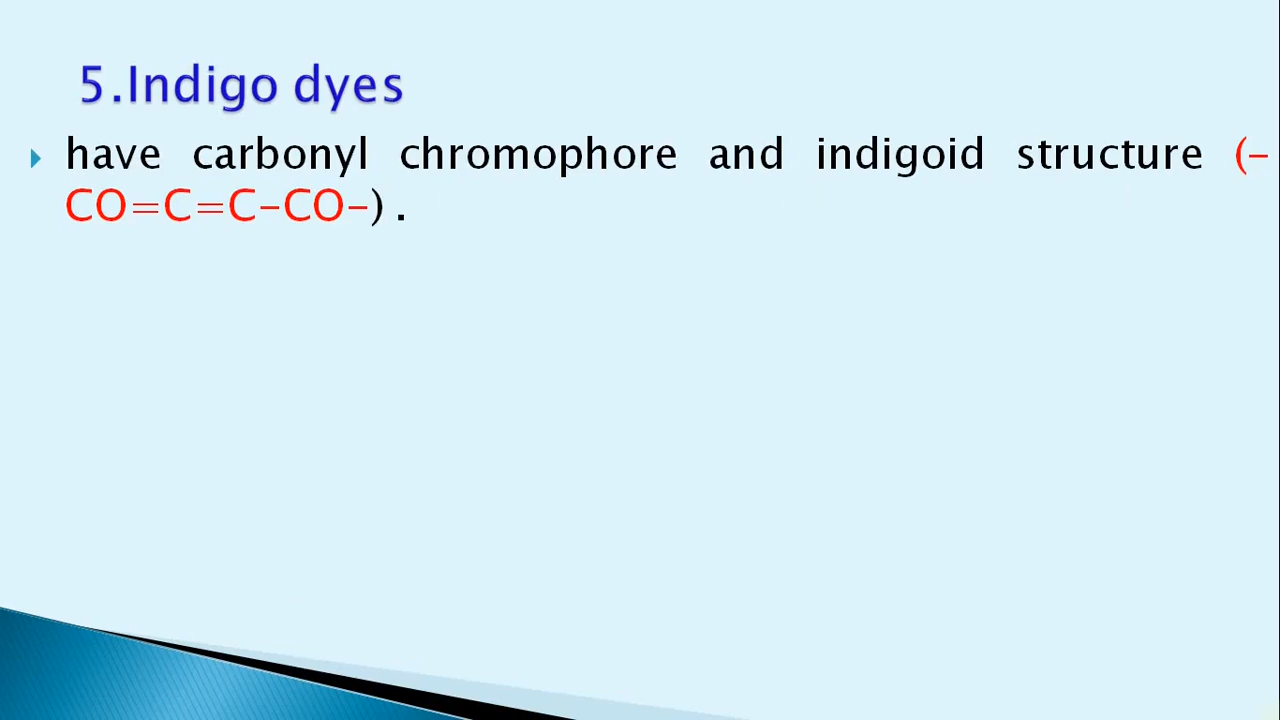 5.Indigo dyes
have carbonyl chromophore and indigoid structure (–
CO=C=C–CO–) .